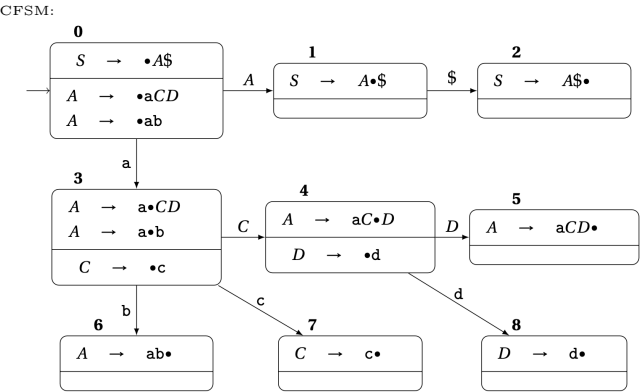 CFSM:
0
S → •A$
A → •aCD
A → •ab
A
1
S → A•$
$
2
S → A$•
a
3
A → a•CD
A → a•b
C → •c
C
4
A → aC•D
D → •d
D
5
A → aCD•
b
c
d
6
A → ab•
7
C → c•
8
D → d•